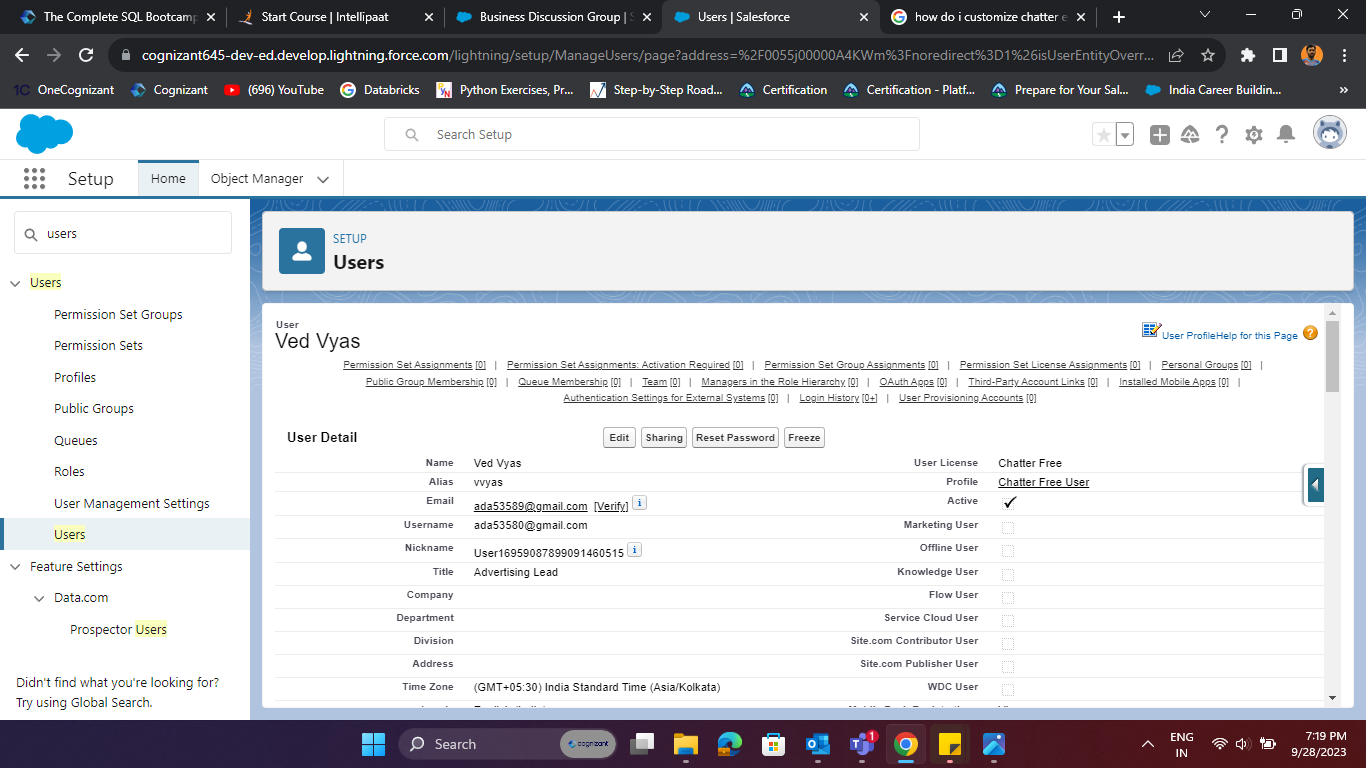 The Complete SQL Bootcamp
Start Course | Intellipaat
Business Discussion Group | S
Users | Salesforce
how do i customize chatter e
cognizant645-dev-ed.develop.lightning.force.com/lightning/setup/ManageUsers/page?address=%2F0055j00000A4KWm%3Fnoredirect%3D1%26isUserEntityOverr...
1C OneCognizant
Cognizant
(696) YouTube
Databricks
Python Exercises, Pr...
Step-by-Step Road...
Certification
Certification - Platf...
Prepare for Your Sal...
India Career Buildin...
»
Search Setup
Setup
Home
Object Manager
users
Users
Permission Set Groups
Permission Sets
Profiles
Public Groups
Queues
Roles
User Management Settings
Users
Feature Settings
Data.com
Prospector Users
Didn't find what you're looking for?
Try using Global Search.
SETUP
Users
User
Ved Vyas
User Profile Help for this Page
Permission Set Assignments [0] | Permission Set Assignments: Activation Required [0] | Permission Set Group Assignments [0] | Permission Set License Assignments [0] | Personal Groups [0] |
Public Group Membership [0] | Queue Membership [0] | Team [0] | Managers in the Role Hierarchy [0] | OAuth Apps [0] | Third-Party Account Links [0] | Installed Mobile Apps [0] |
Authentication Settings for External Systems [0] | Login History [0+] | User Provisioning Accounts [0]
User Detail
Edit Sharing Reset Password Freeze
Name Ved Vyas User License Chatter Free
Alias vvyas Profile Chatter Free User
Email ada53589@gmail.com [Verify] i Active
Username ada53580@gmail.com Marketing User
Nickname User16959087899091460515 i Offline User
Title Advertising Lead Knowledge User
Company Flow User
Department Service Cloud User
Division Site.com Contributor User
Address Site.com Publisher User
Time Zone (GMT+05:30) India Standard Time (Asia/Kolkata) WDC User
Search
cognizant
1
ENG
IN
7:19 PM
9/28/2023